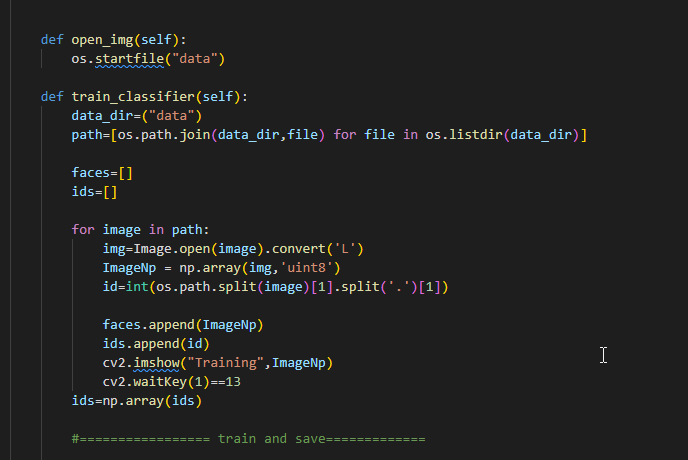 def open_img(self):
os.startfile("data")
def train_classifier(self):
data_dir=("data")
path=[os.path.join(data_dir,file) for file in os.listdir(data_dir)]
faces=[]
ids=[]
for image in path:
img=Image.open(image).convert('L')
ImageNp = np.array(img,'uint8')
id=int(os.path.split(image)[1].split('.')[1])
faces.append(ImageNp)
ids.append(id)
cv2.imshow("Training",ImageNp)
cv2.waitKey(1)==13
ids=np.array(ids)
#================= train and save=============